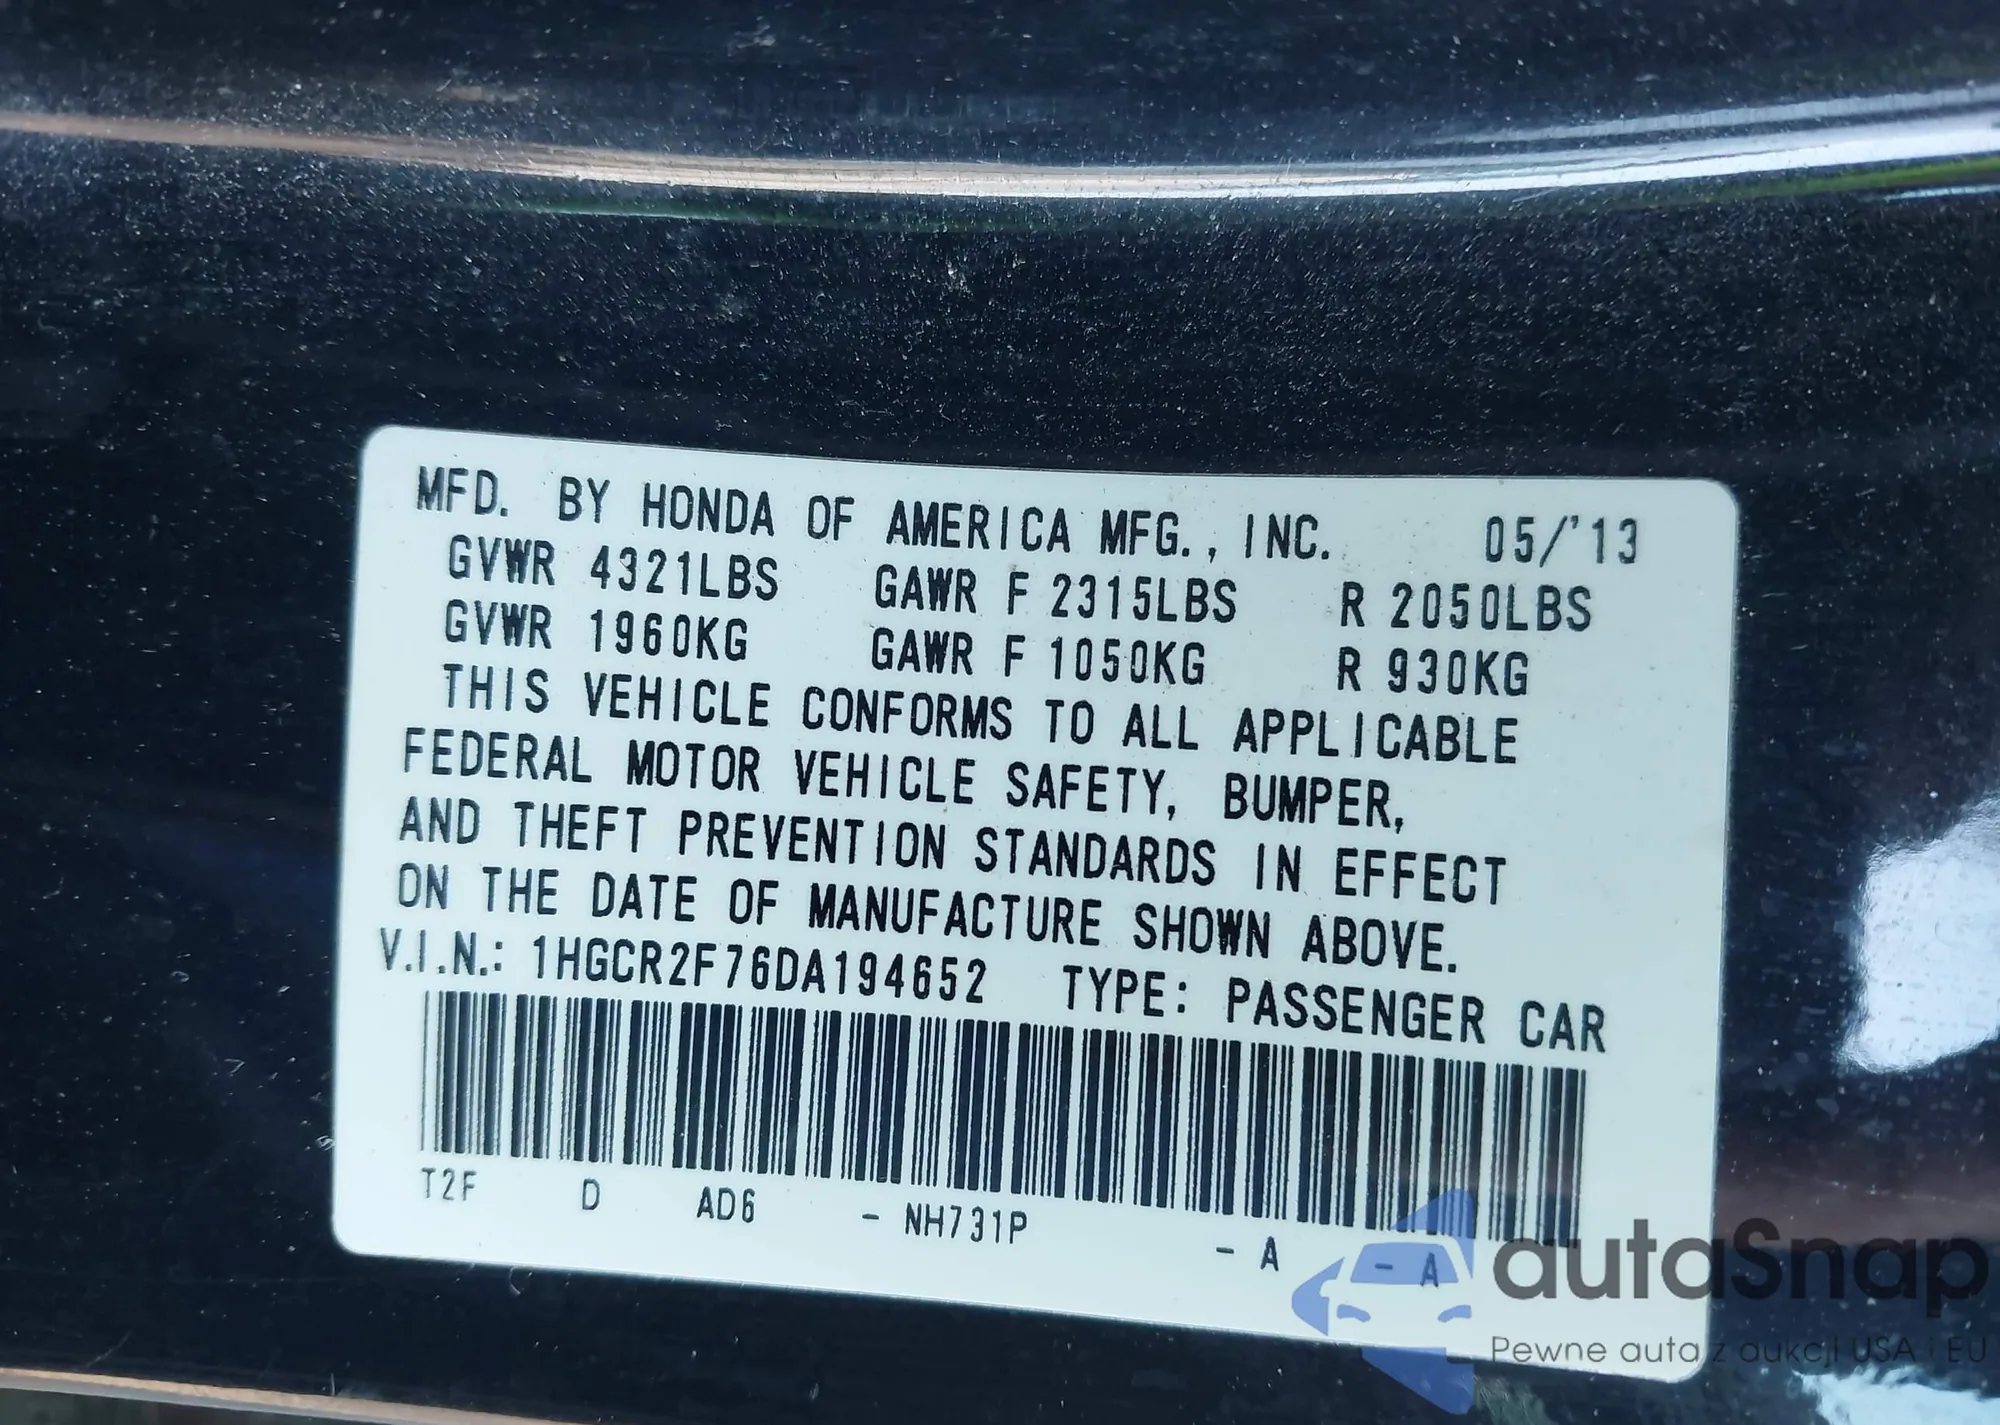 MFD. BY HONDA OF AMERICA MFG., INC. 05/'13
GVWR 4321LBS GAWR F 2315LBS R 2050LBS
GVWR 1960KG GAWR F 1050KG R 930KG
THIS VEHICLE CONFORMS TO ALL APPLICABLE
FEDERAL MOTOR VEHICLE SAFETY, BUMPER,
AND THEFT PREVENTION STANDARDS IN EFFECT
ON THE DATE OF MANUFACTURE SHOWN ABOVE.
V.I.N.: 1HGCR2F76DA194652 TYPE: PASSENGER CAR
T2F D AD6 - NH731P - A - A
autaSnap
Pewne auta z aukcji USA i EU